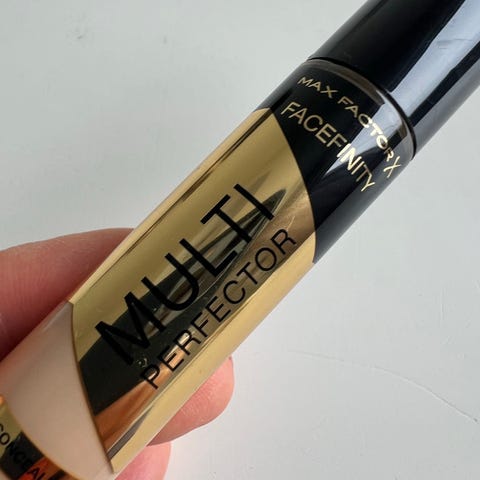 MAX FACTOR X
FACEFINITY
MULTI
PERFECTOR